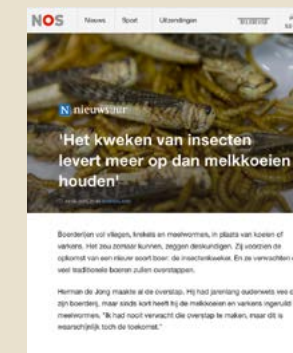 NOS Nieuws Sport Uitzendingen
N nieuwsuur
'Het kweken van insecten
levert meer op dan melkkoeien
houden'
Boerderijen vol vliegen, krekels en meelwormen, in plaats van koeien of
varkens. Het zou zomaar kunnen, zeggen deskundigen. Zij voorzien de
opkomst van een nieuw soort boer: de insectenkweker. En ze verwachten
veel traditionele boeren zullen overstappen.
Herman de Jong maakte al de overstap. Hij had jarenlang ouderwets vee
zijn boerderij, maar sinds kort heeft hij de melkkoeien en varkens ingeruild
meelwormen. "Ik had nooit verwacht die overstap te maken, maar dit is
waarschijnlijk toch de toekomst."